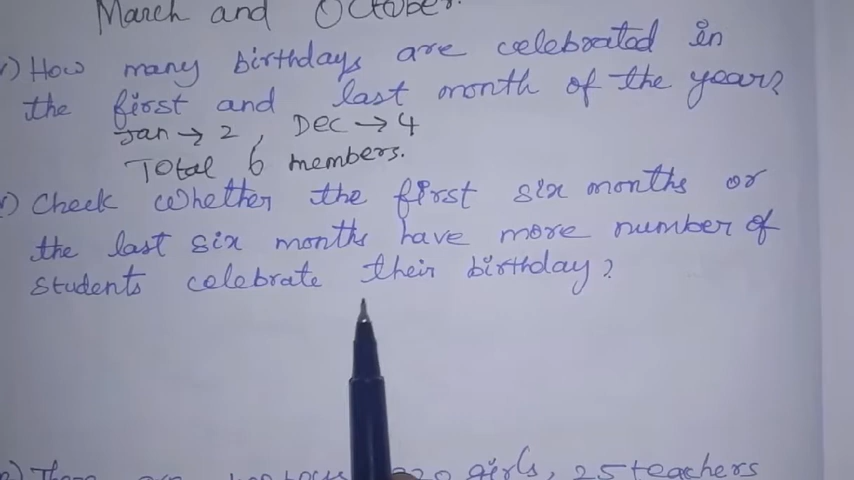 March and October.
) How many birthdays are celebrated in
the first and last month of the year?
Jan → 2, Dec → 4
Total 6 members.
) Check whether the first six months or
the last six months have more number of
students celebrate their birthday?
girls, 25 teachers